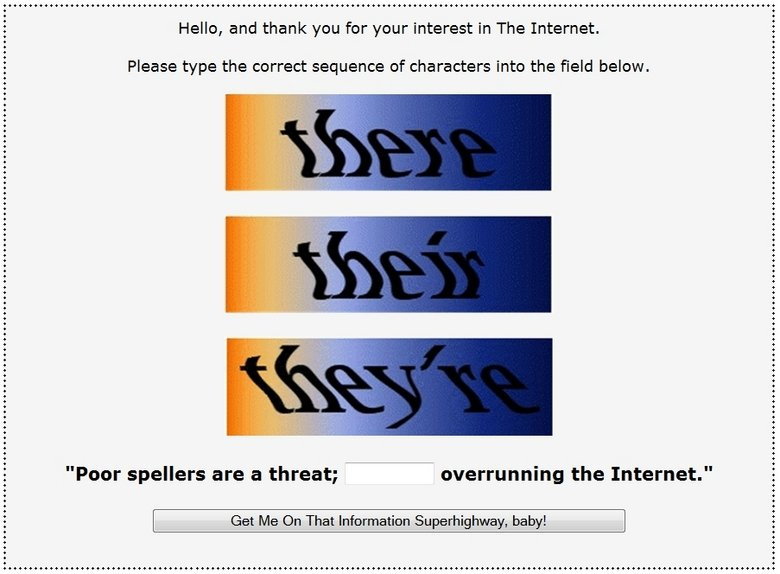 Hello, and thank you for your interest in The Internet.
Please type the correct sequence of characters into the field below.
there
their
they're
"Poor spellers are a threat; overrunning the Internet."
Get Me On That Information Superhighway, baby!